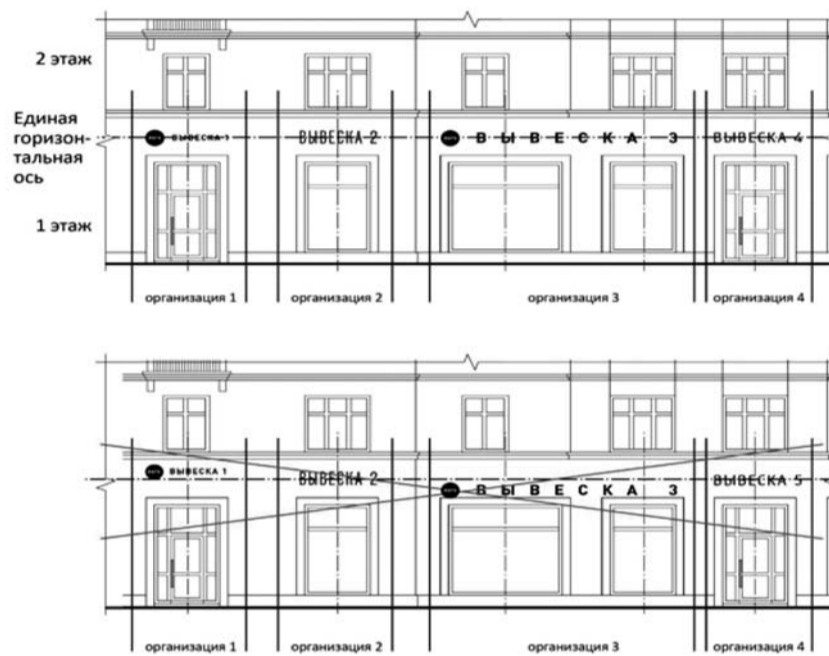 2 этаж
Единая
горизон-
тальная
ось
ВЫВЕСКА 1
ВЫВЕСКА 2
ВЫВЕСКА 3
ВЫВЕСКА 4
1 этаж
организация 1
организация 2
организация 3
организация 4
ВЫВЕСКА 1
ВЫВЕСКА 2
ВЫВЕСКА 3
ВЫВЕСКА 5
организация 1
организация 2
организация 3
организация 4